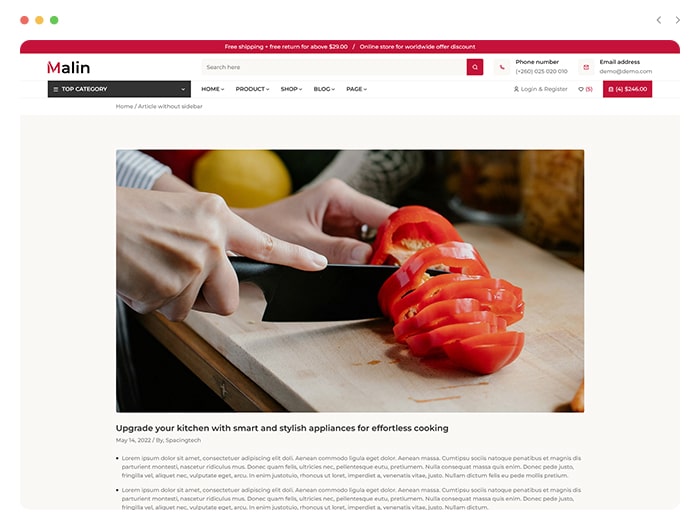 Free shipping + free return for above $29.00 / Online store for worldwide offer discount
Malin
Search here
Phone number
(+260) 025 020 010
Email address
demo@demo.com
TOP CATEGORY
HOME PRODUCT SHOP BLOG PAGE
Login & Register
(5)
(4) $246.00
Home / Article without sidebar
Upgrade your kitchen with smart and stylish appliances for effortless cooking
May 14, 2022 / By, Spacingtech
Lorem ipsum dolor sit amet, consectetuer adipiscing elit doli. Aenean commodo ligula eget dolor. Aenean massa. Cumtipsu sociis natoque penatibus et magnis dis
parturient montesti, nascetur ridiculus mus. Donec quam felis, ultricies nec, pellentesque eutu, pretiumem. Nulla consequat massa quis enim. Donec pede justo,
fringilla vel, aliquet nec, vulputate eget, arcu. In enim justotuio, rhoncus ut loret, imperdiet a, venenatis vitae, justo. Nullam dictum felis eu pede mollis pretium.
Lorem ipsum dolor sit amet, consectetuer adipiscing elit doli. Aenean commodo ligula eget dolor. Aenean massa. Cumtipsu sociis natoque penatibus et magnis dis
parturient montesti, nascetur ridiculus mus. Donec quam felis, ultricies nec, pellentesque eutu, pretiumem. Nulla consequat massa quis enim. Donec pede justo,
fringilla vel, aliquet nec, vulputate eget, arcu. In enim justotuio, rhoncus ut loret, imperdiet a, venenatis vitae, justo.